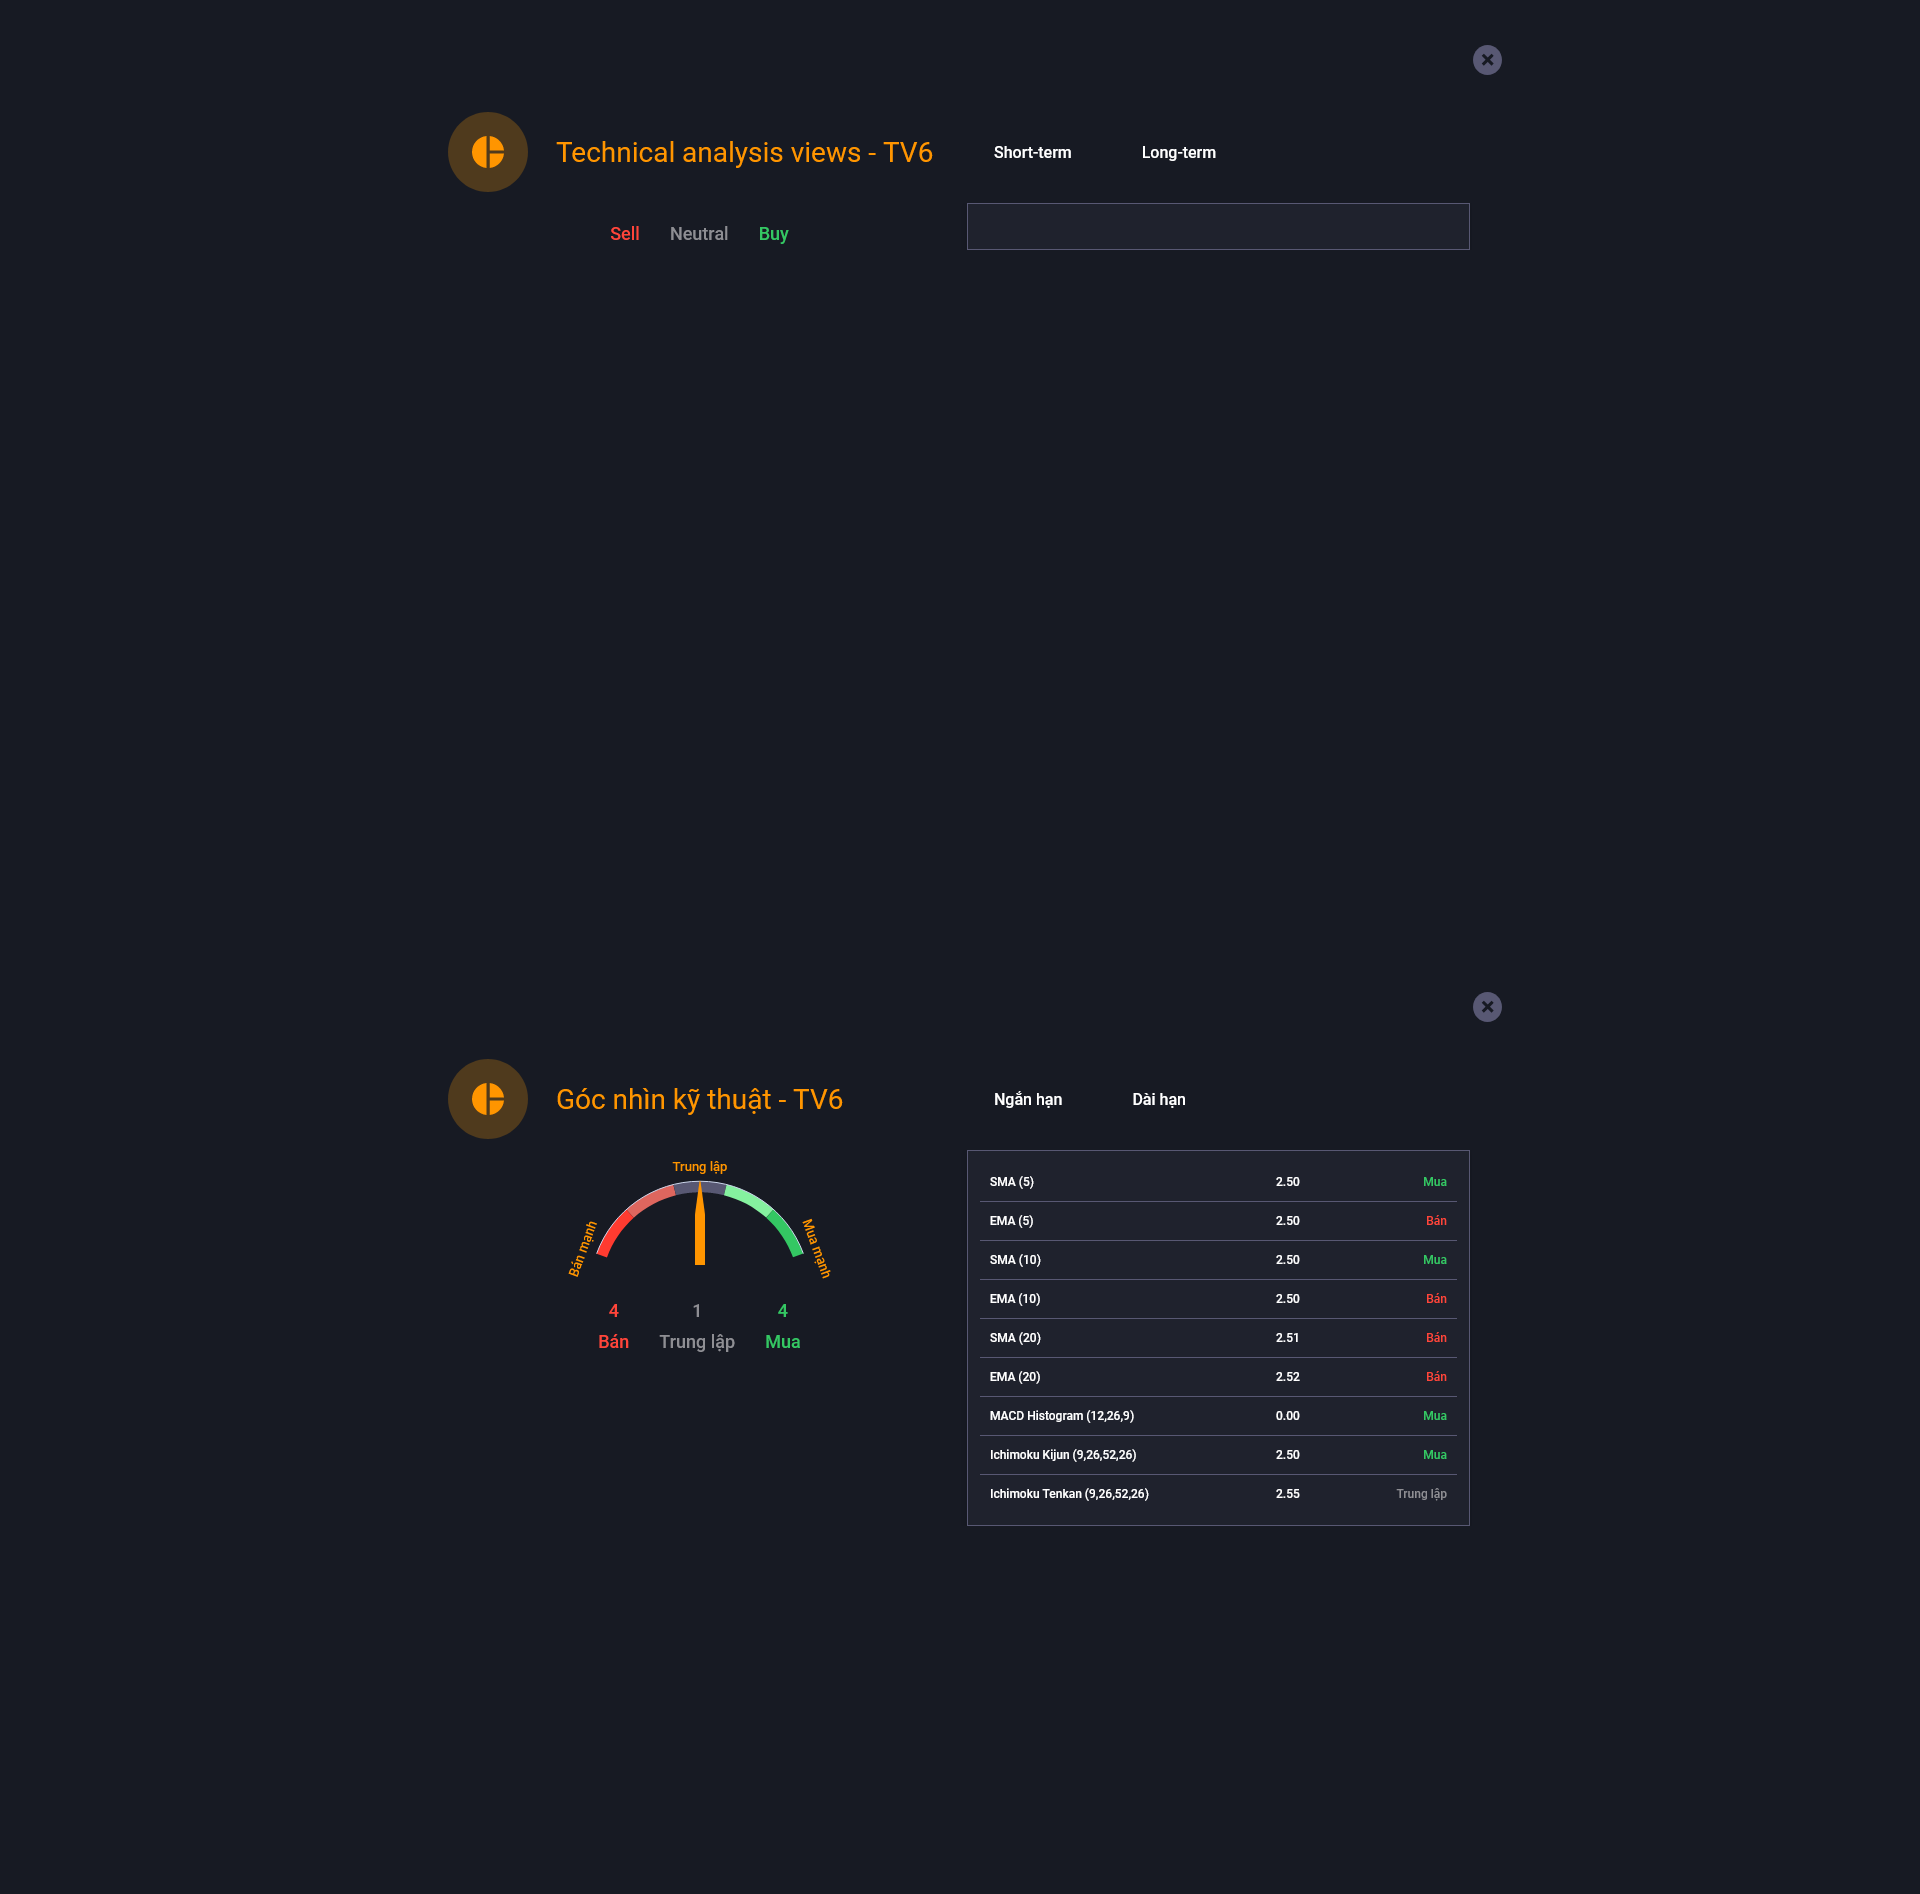 Technical analysis views - TV6
Short-term Long-term
Sell Neutral Buy
Góc nhìn kỹ thuật - TV6
Ngắn hạn Dài hạn
Trung lập
Bán mạnh
Mua mạnh
4 1 4
Bán Trung lập Mua
SMA (5) 2.50 Mua
EMA (5) 2.50 Bán
SMA (10) 2.50 Mua
EMA (10) 2.50 Bán
SMA (20) 2.51 Bán
EMA (20) 2.52 Bán
MACD Histogram (12,26,9) 0.00 Mua
Ichimoku Kijun (9,26,52,26) 2.50 Mua
Ichimoku Tenkan (9,26,52,26) 2.55 Trung lập